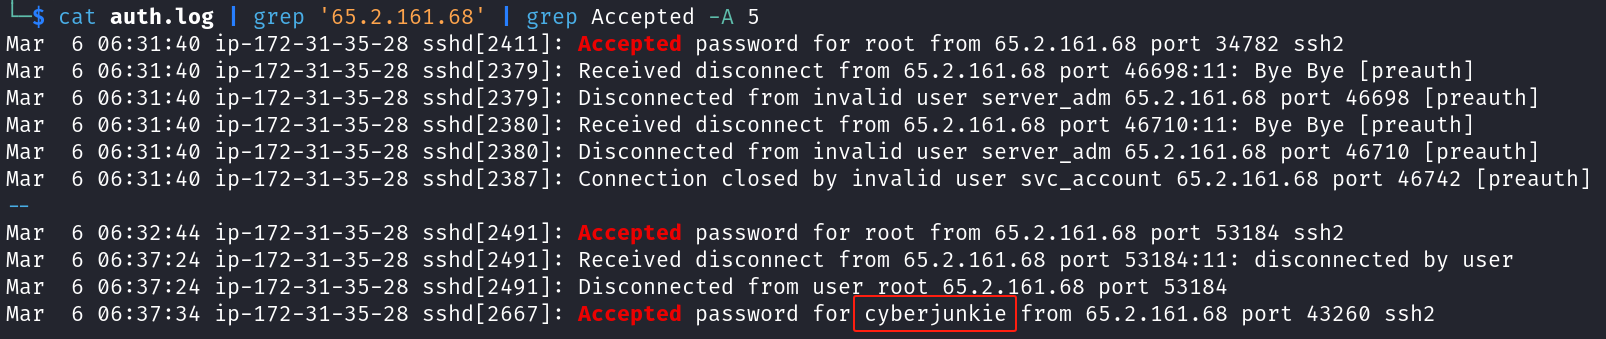 └─$ cat auth.log | grep '65.2.161.68' | grep Accepted -A 5
Mar  6 06:31:40 ip-172-31-35-28 sshd[2411]: Accepted password for root from 65.2.161.68 port 34782 ssh2
Mar  6 06:31:40 ip-172-31-35-28 sshd[2379]: Received disconnect from 65.2.161.68 port 46698:11: Bye Bye [preauth]
Mar  6 06:31:40 ip-172-31-35-28 sshd[2379]: Disconnected from invalid user server_adm 65.2.161.68 port 46698 [preauth]
Mar  6 06:31:40 ip-172-31-35-28 sshd[2380]: Received disconnect from 65.2.161.68 port 46710:11: Bye Bye [preauth]
Mar  6 06:31:40 ip-172-31-35-28 sshd[2380]: Disconnected from invalid user server_adm 65.2.161.68 port 46710 [preauth]
Mar  6 06:31:40 ip-172-31-35-28 sshd[2387]: Connection closed by invalid user svc_account 65.2.161.68 port 46742 [preauth]
--
Mar  6 06:32:44 ip-172-31-35-28 sshd[2491]: Accepted password for root from 65.2.161.68 port 53184 ssh2
Mar  6 06:37:24 ip-172-31-35-28 sshd[2491]: Received disconnect from 65.2.161.68 port 53184:11: disconnected by user
Mar  6 06:37:24 ip-172-31-35-28 sshd[2491]: Disconnected from user root 65.2.161.68 port 53184
Mar  6 06:37:34 ip-172-31-35-28 sshd[2667]: Accepted password for cyberjunkie from 65.2.161.68 port 43260 ssh2